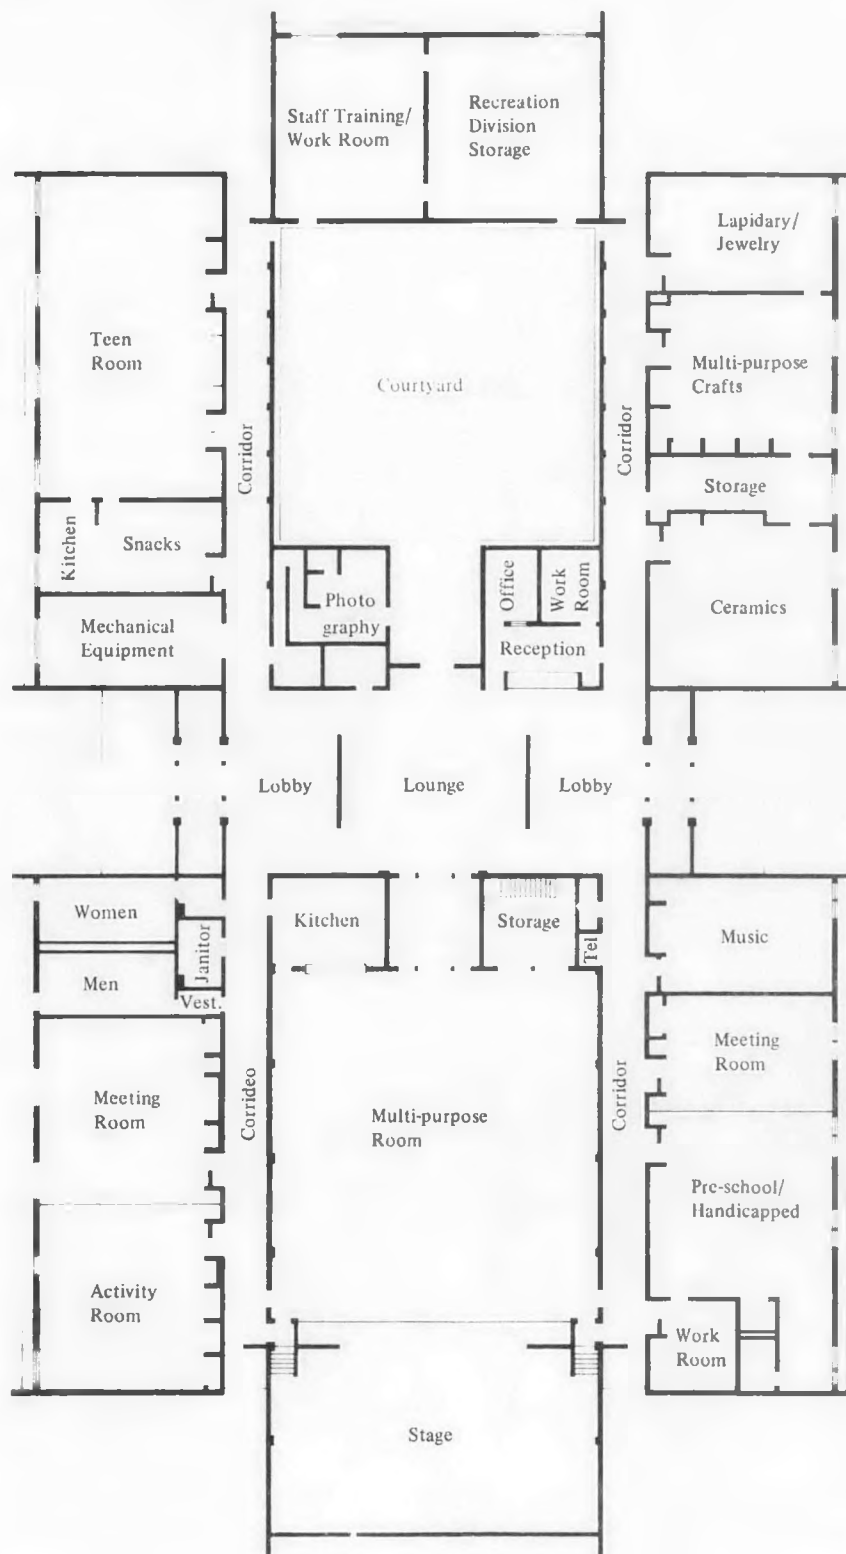 Staff Training/
Work Room
Recreation
Division
Storage
Lapidary/
Jewelry
Teen
Room
Courtyard
Multi-purpose
Crafts
Corridor
Corridor
Storage
Kitchen
Snacks
Photo
graphy
Office
Work
Room
Ceramics
Mechanical
Equipment
Reception
Lobby
Lounge
Lobby
Women
Kitchen
Storage
Tel
Music
Janitor
Men
Vest.
Meeting
Room
Meeting
Room
Corrideo
Multi-purpose
Room
Corridor
Pre-school/
Handicapped
Activity
Room
Work
Room
Stage